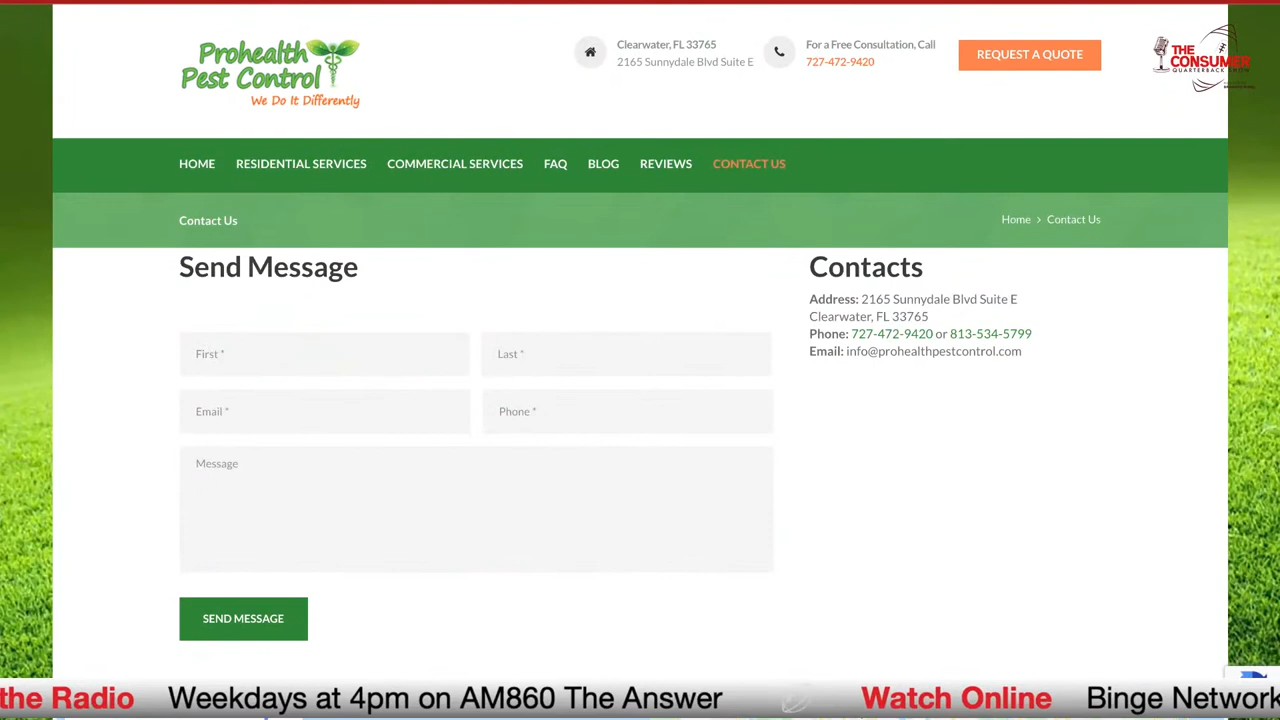 Prohealth
Pest Control
We Do It Differently
Clearwater, FL 33765
2165 Sunnydale Blvd Suite E
For a Free Consultation, Call
727-472-9420
REQUEST A QUOTE
THE
CONSUMER
QUARTERBACK SHOW
HOME RESIDENTIAL SERVICES COMMERCIAL SERVICES FAQ BLOG REVIEWS CONTACT US
Contact Us
Home > Contact Us
Send Message
First *
Last *
Email *
Phone *
Message
SEND MESSAGE
Contacts
Address: 2165 Sunnydale Blvd Suite E
Clearwater, FL 33765
Phone: 727-472-9420 or 813-534-5799
Email: info@prohealthpestcontrol.com
the Radio Weekdays at 4pm on AM860 The Answer Watch Online Binge Network